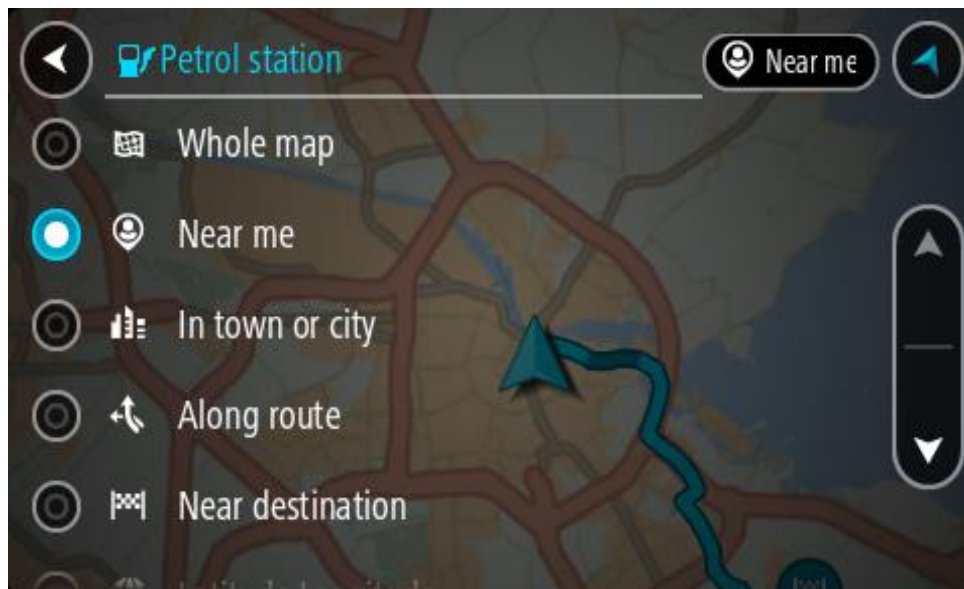 Petrol station
Near me
Whole map
Near me
In town or city
Along route
Near destination